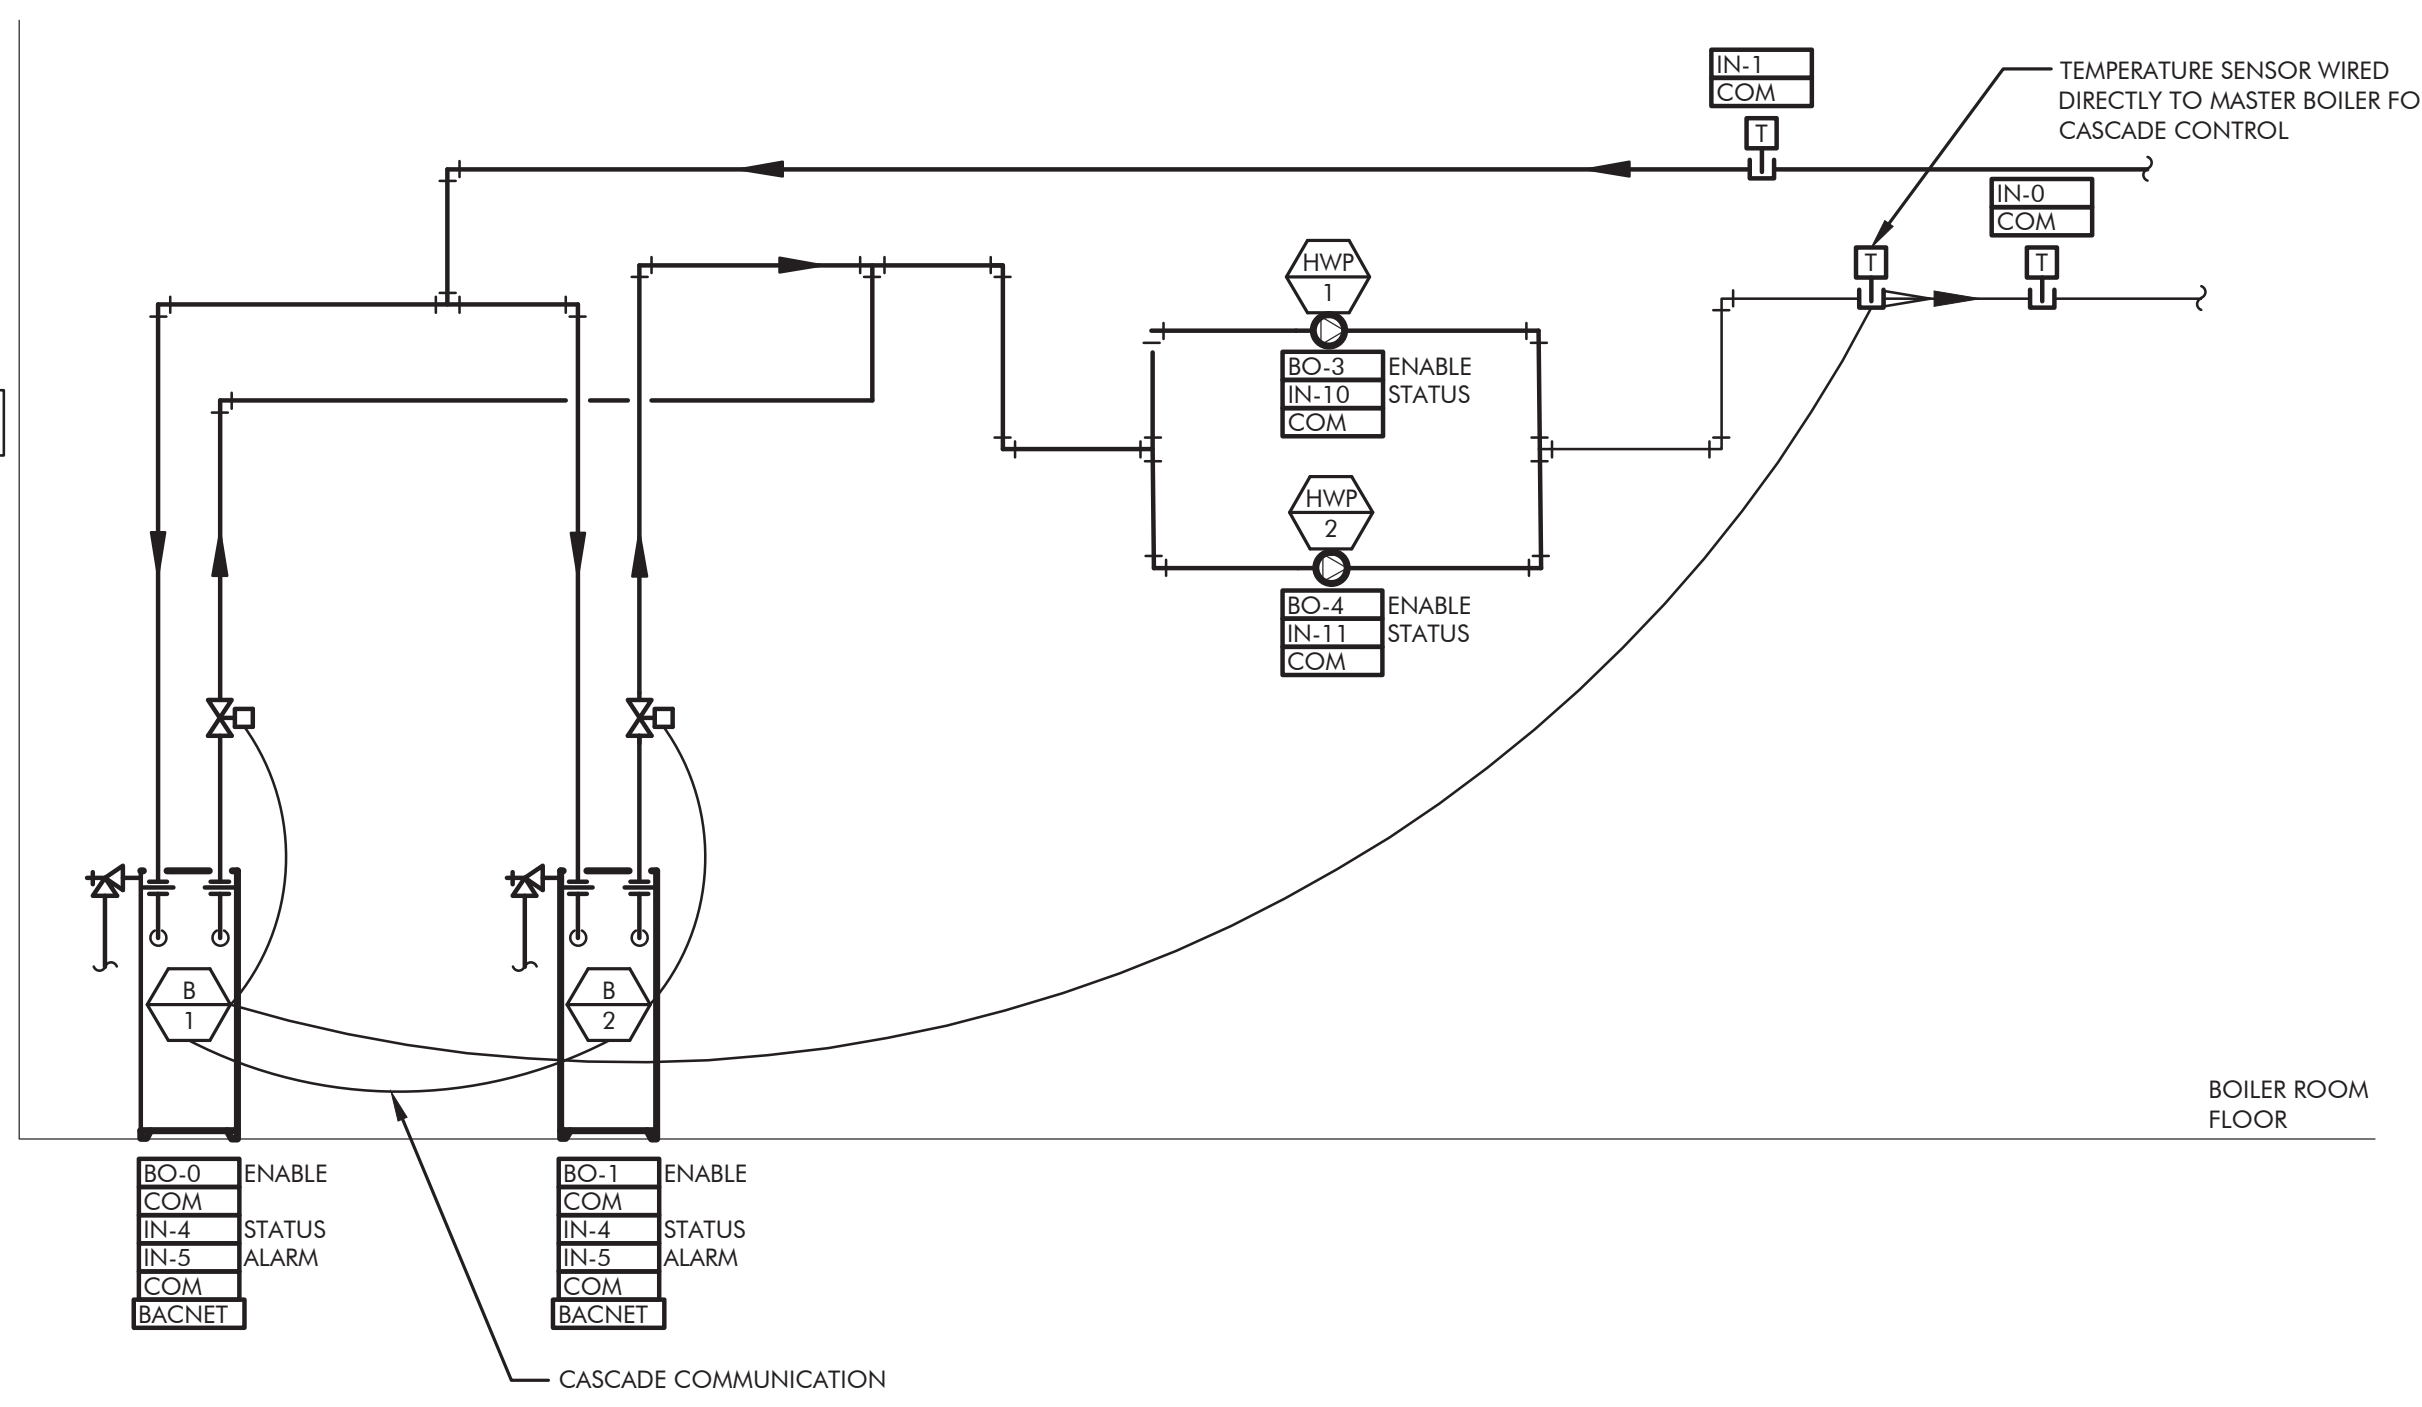 IN-1
COM
T
TEMPERATURE SENSOR WIRED
DIRECTLY TO MASTER BOILER FO
CASCADE CONTROL
IN-0
COM
T
T
HWP
1
BO-3 ENABLE
IN-10 STATUS
COM
HWP
2
BO-4 ENABLE
IN-11 STATUS
COM
B
1
B
2
BOILER ROOM
FLOOR
BO-0 ENABLE
COM
IN-4 STATUS
IN-5 ALARM
COM
BACNET
BO-1 ENABLE
COM
IN-4 STATUS
IN-5 ALARM
COM
BACNET
CASCADE COMMUNICATION